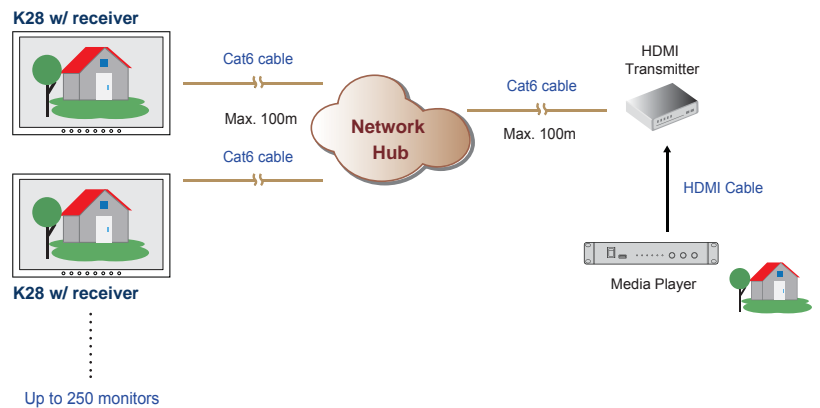 K28 w/ receiver
Cat6 cable
Max. 100m
Cat6 cable
K28 w/ receiver
Up to 250 monitors
Network
Hub
Cat6 cable
Max. 100m
HDMI
Transmitter
HDMI Cable
Media Player